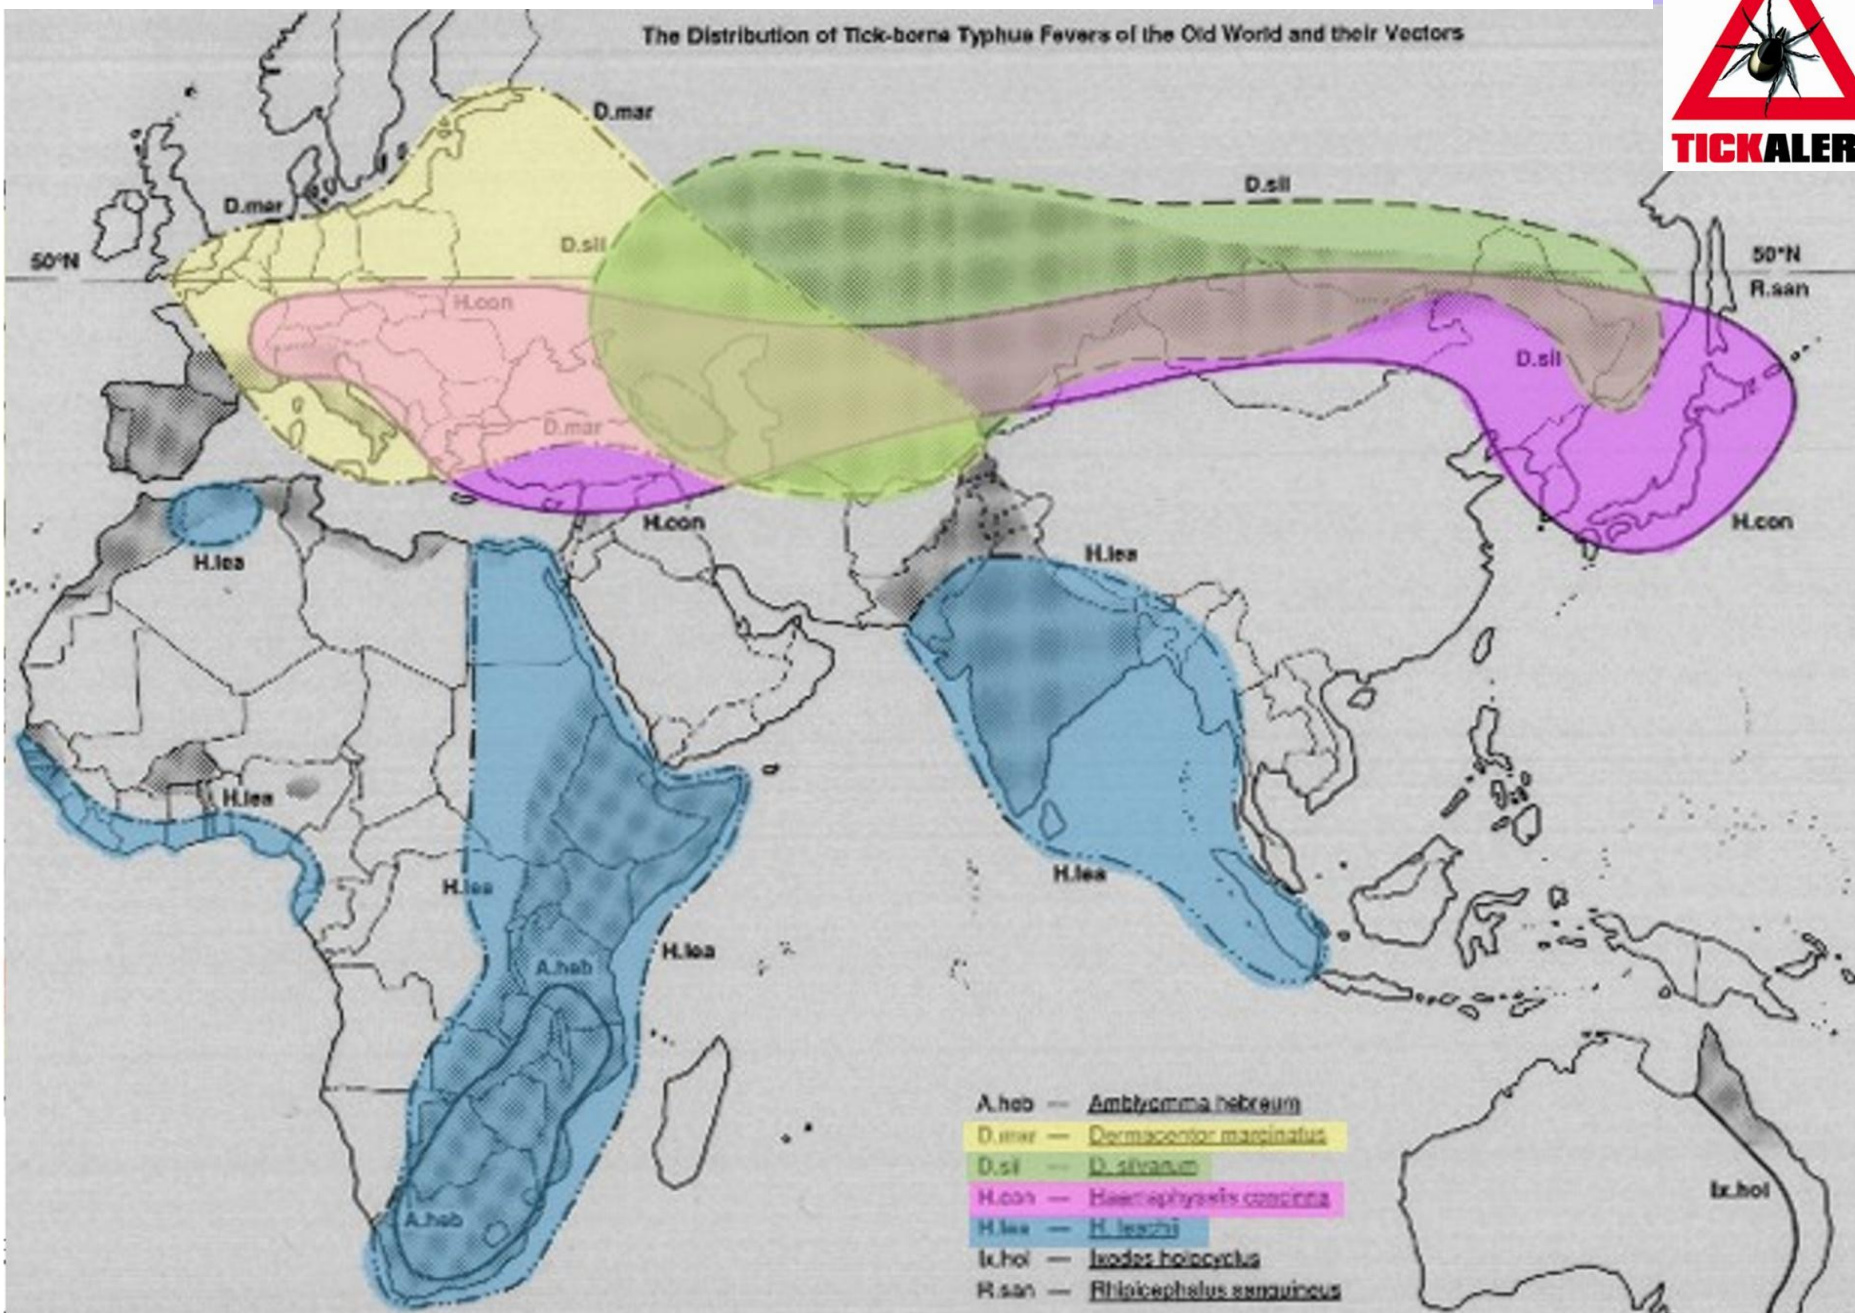 The Distribution of Tick-borne Typhus Fevers of the Old World and their Vectors
TICKALER
D.mar
D.sil
D.mar
D.sil
50°N
50°N
R.san
H.con
D.sil
D.mar
H.con
H.con
H.lea
H.lea
H.lea
H.lea
H.lea
H.lea
A.heb
A.heb
Ix.hol
A.heb — Amblyomma hebreum
D.mar — Dermacentor marginatus
D.sil — D. silvarum
H.con — Haemaphysalis concinna
H.lea — H. leachii
Ix.hol — Ixodes holocyclus
R.san — Rhipicephalus sanguineus